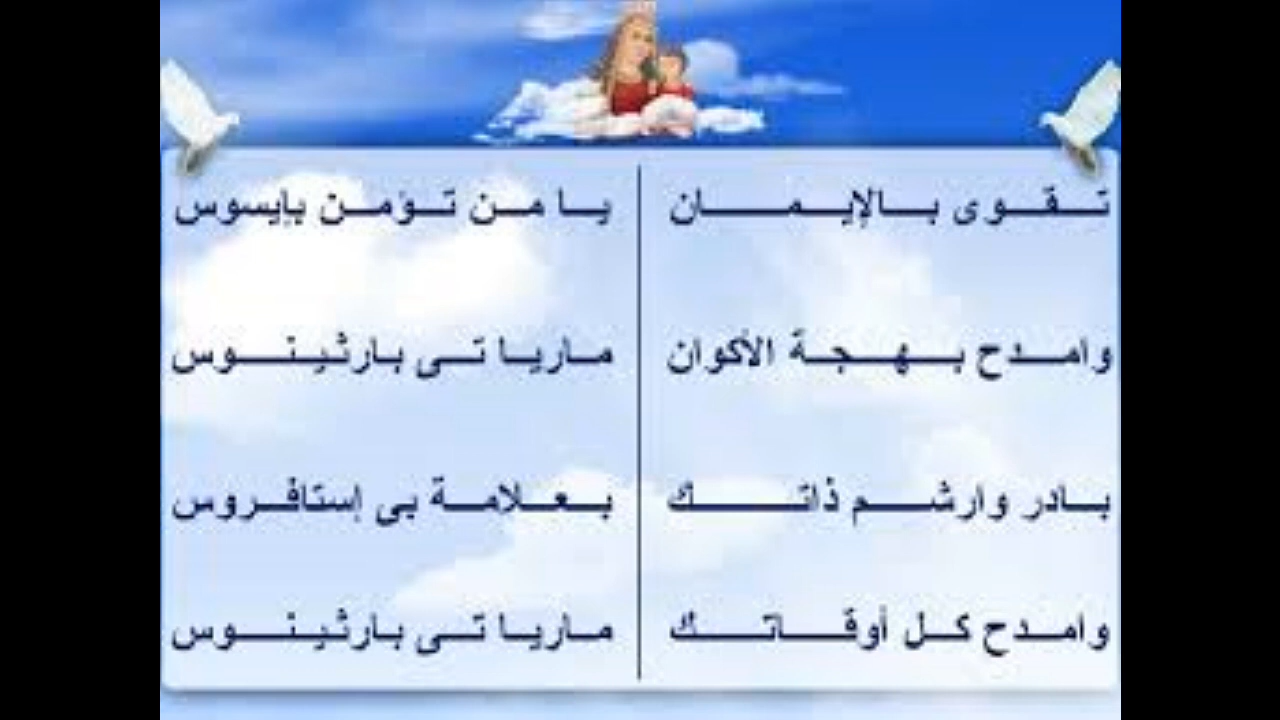 تقوى بالإيمان يا من تؤمن بإيسوس
وامدح بهجة الأكوان ماريا تى بارثينوس
بادر وارشم ذاتك بعلامة بى إستافروس
وامدح كل أوقاتك ماريا تى بارثينوس